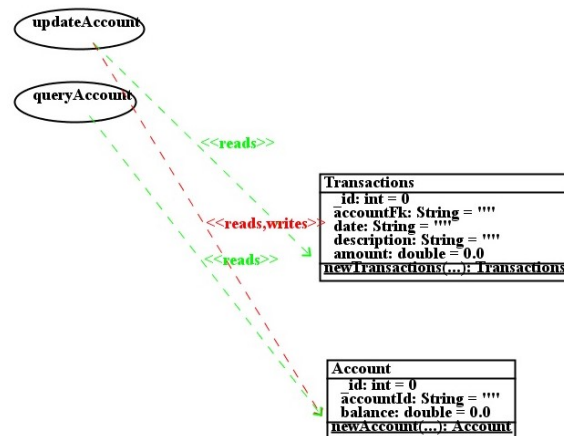 updateAccount
queryAccount
<<reads>>
Transactions
_id: int = 0
accountFk: String = ""
date: String = ""
description: String = ""
amount: double = 0.0
newTransactions(...): Transactions
<<reads,writes>>
<<reads>>
Account
_id: int = 0
accountId: String = ""
balance: double = 0.0
newAccount(...): Account